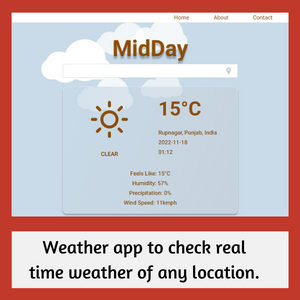 Home About Contact
MidDay
15°C
Rupnagar, Punjab, India
2022-11-18
01:12
CLEAR
Feels Like: 15°C
Humidity: 57%
Precipitation: 0%
Wind Speed: 11kmph
Weather app to check real
time weather of any location.